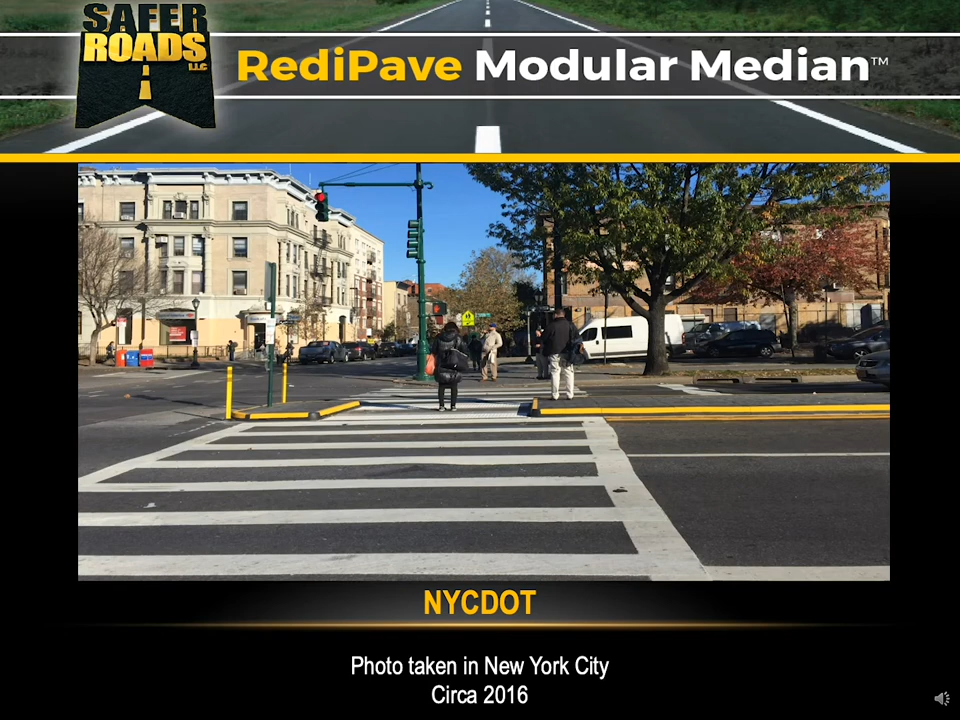 SAFER
ROADS
LLC
RediPave Modular Median™
NYCDOT
Photo taken in New York City
Circa 2016